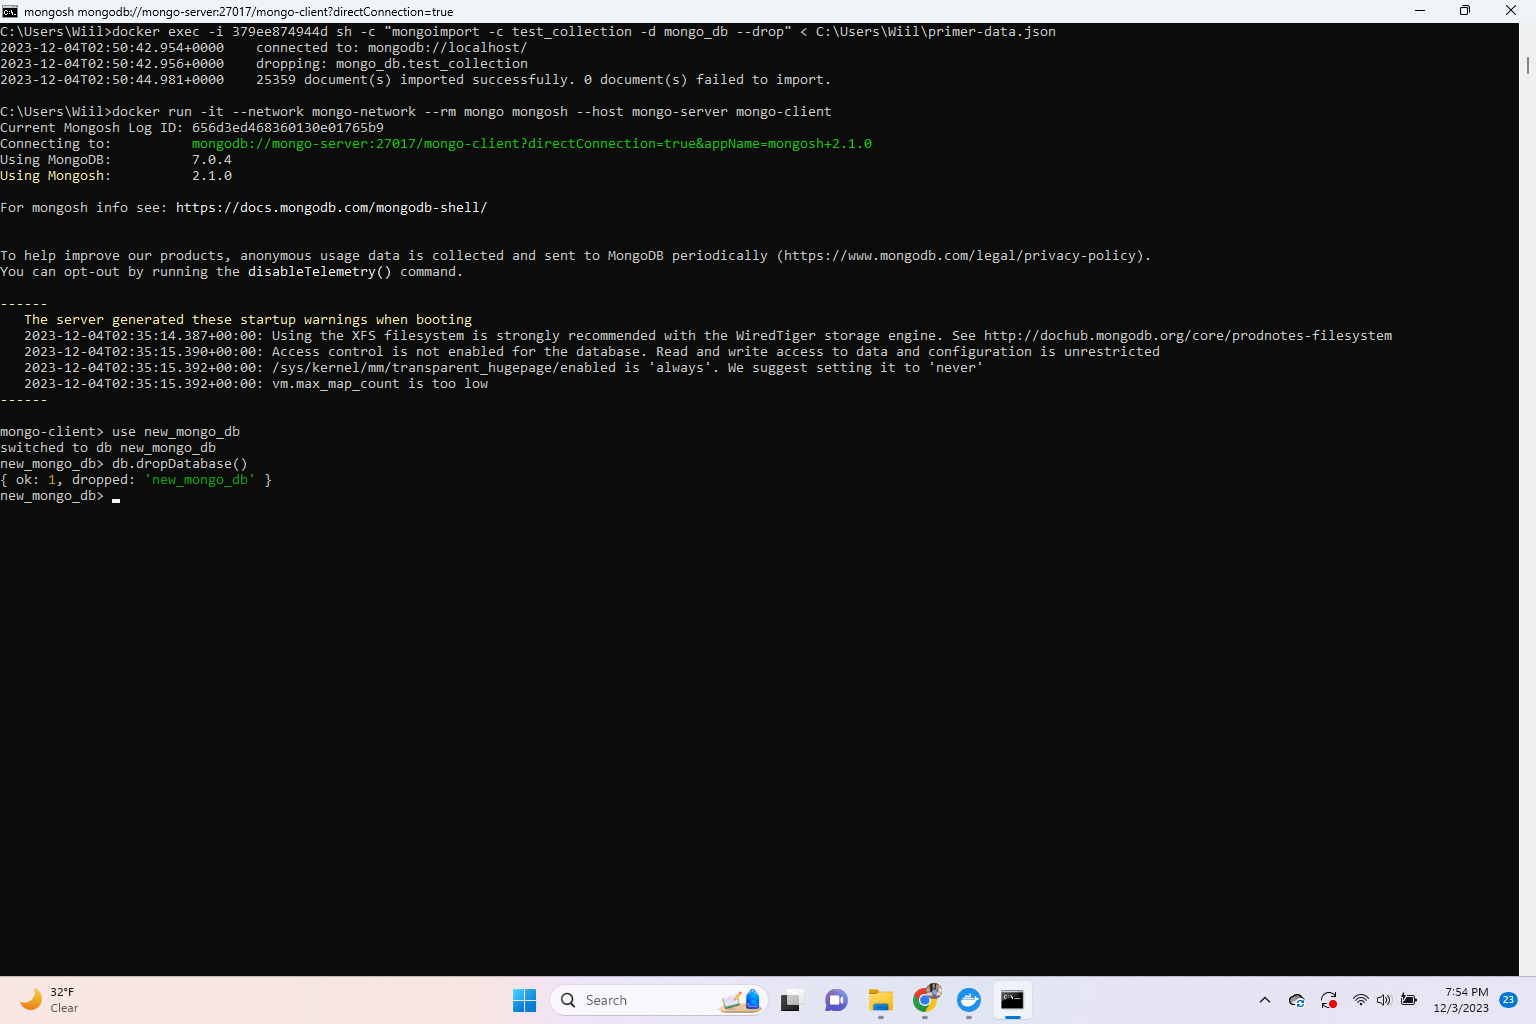 mongosh mongodb://mongo-server:27017/mongo-client?directConnection=true
C:\Users\Wiil>docker exec -i 379ee874944d sh -c "mongoimport -c test_collection -d mongo_db --drop" < C:\Users\Wiil\primer-data.json
2023-12-04T02:50:42.954+0000    connected to: mongodb://localhost/
2023-12-04T02:50:42.956+0000    dropping: mongo_db.test_collection
2023-12-04T02:50:44.981+0000    25359 document(s) imported successfully. 0 document(s) failed to import.
C:\Users\Wiil>docker run -it --network mongo-network --rm mongo mongosh --host mongo-server mongo-client
Current Mongosh Log ID: 656d3ed468360130e01765b9
Connecting to:          mongodb://mongo-server:27017/mongo-client?directConnection=true&appName=mongosh+2.1.0
Using MongoDB:          7.0.4
Using Mongosh:          2.1.0
For mongosh info see: https://docs.mongodb.com/mongodb-shell/
To help improve our products, anonymous usage data is collected and sent to MongoDB periodically (https://www.mongodb.com/legal/privacy-policy).
You can opt-out by running the disableTelemetry() command.
------
   The server generated these startup warnings when booting
   2023-12-04T02:35:14.387+00:00: Using the XFS filesystem is strongly recommended with the WiredTiger storage engine. See http://dochub.mongodb.org/core/prodnotes-filesystem
   2023-12-04T02:35:15.390+00:00: Access control is not enabled for the database. Read and write access to data and configuration is unrestricted
   2023-12-04T02:35:15.392+00:00: /sys/kernel/mm/transparent_hugepage/enabled is 'always'. We suggest setting it to 'never'
   2023-12-04T02:35:15.392+00:00: vm.max_map_count is too low
------
mongo-client> use new_mongo_db
switched to db new_mongo_db
new_mongo_db> db.dropDatabase()
{ ok: 1, dropped: 'new_mongo_db' }
new_mongo_db>
32°F
Clear
Search
7:54 PM
12/3/2023
23